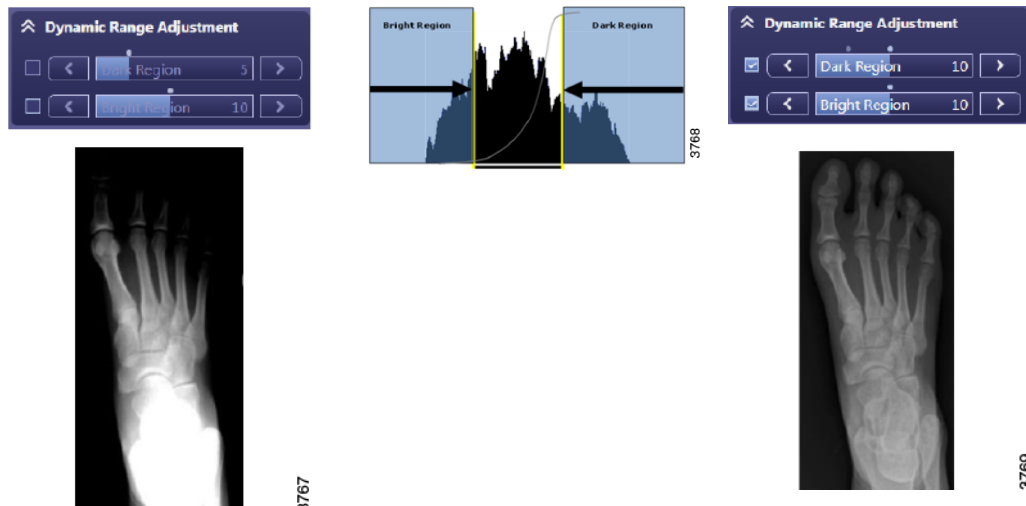 Dynamic Range Adjustment
Dark Region 5
Bright Region 10
3767
Bright Region
Dark Region
3768
Dynamic Range Adjustment
Dark Region 10
Bright Region 10
3769